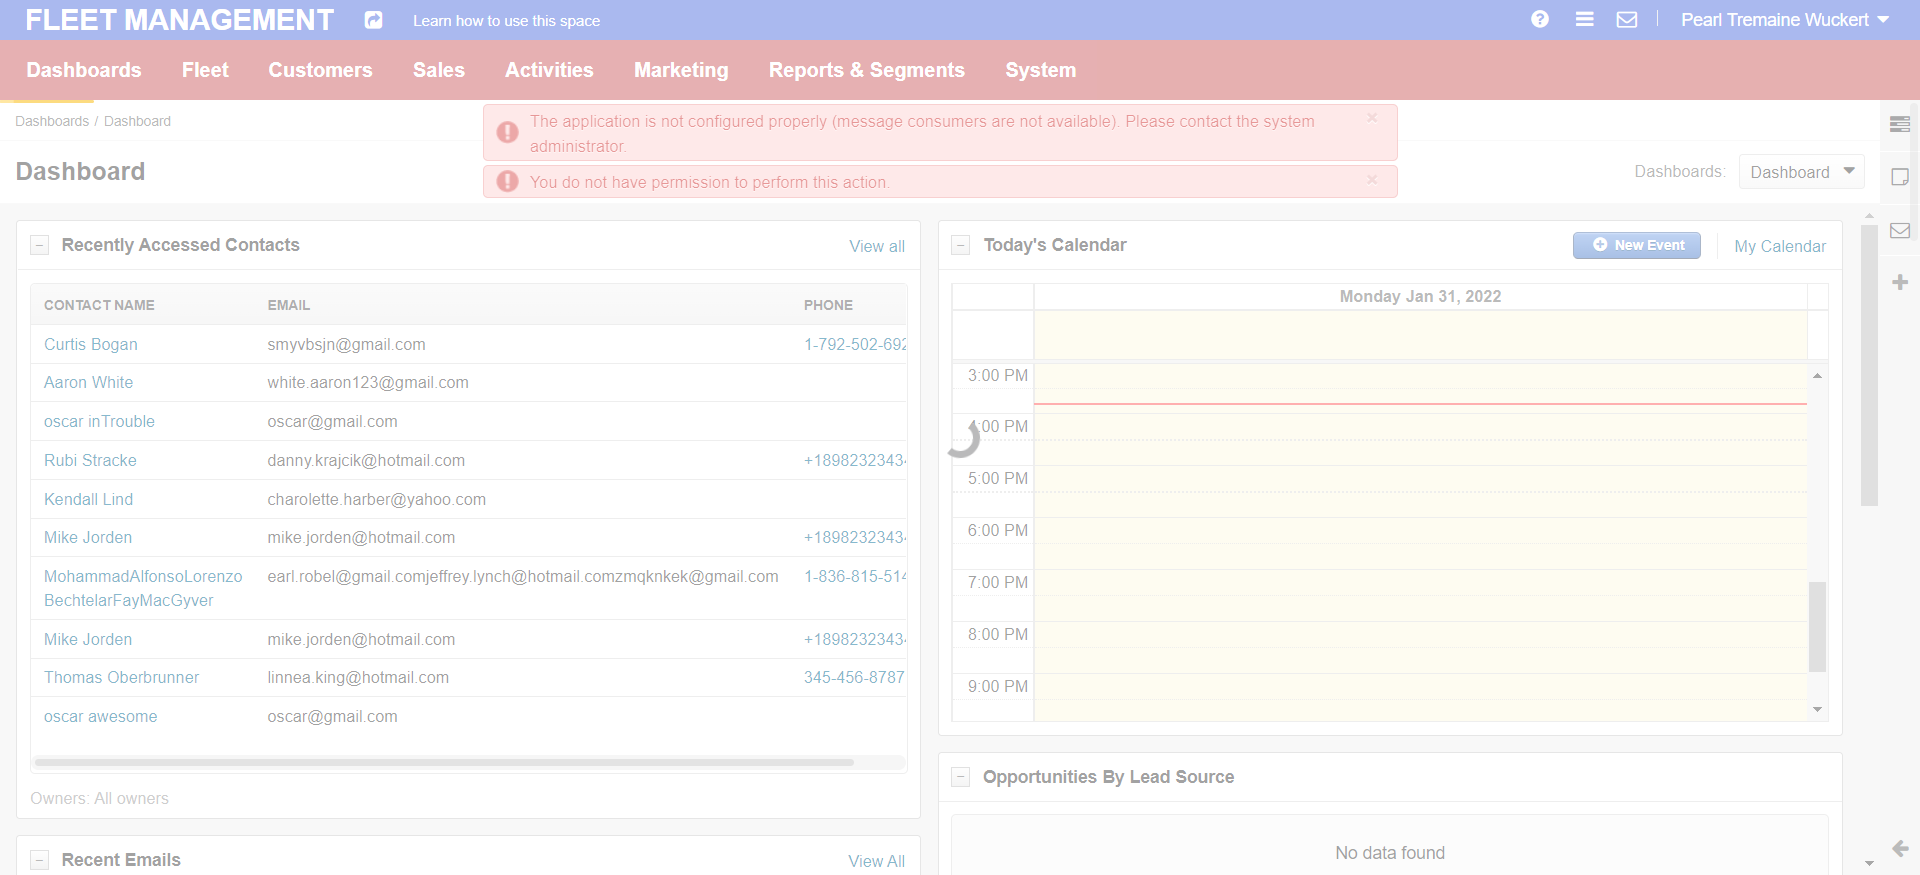 FLEET MANAGEMENT
Learn how to use this space
Pearl Tremaine Wuckert
Dashboards Fleet Customers Sales Activities Marketing Reports & Segments System
Dashboards / Dashboard
The application is not configured properly (message consumers are not available). Please contact the system
administrator.
You do not have permission to perform this action.
Dashboard
Dashboards: Dashboard
Recently Accessed Contacts
View all
CONTACT NAME EMAIL PHONE
Curtis Bogan smyvbsjn@gmail.com 1-792-502-692
Aaron White white.aaron123@gmail.com
oscar inTrouble oscar@gmail.com
Rubi Stracke danny.krajcik@hotmail.com +1898232343
Kendall Lind charolette.harber@yahoo.com
Mike Jorden mike.jorden@hotmail.com +1898232343
MohammadAlfonsoLorenzo earl.robel@gmail.comjeffrey.lynch@hotmail.comzmqknkek@gmail.com 1-836-815-514
BechtelarFayMacGyver
Mike Jorden mike.jorden@hotmail.com +1898232343
Thomas Oberbrunner linnea.king@hotmail.com 345-456-8787
oscar awesome oscar@gmail.com
Owners: All owners
Recent Emails
View All
Today's Calendar
New Event
My Calendar
Monday Jan 31, 2022
3:00 PM
:00 PM
5:00 PM
6:00 PM
7:00 PM
8:00 PM
9:00 PM
Opportunities By Lead Source
No data found